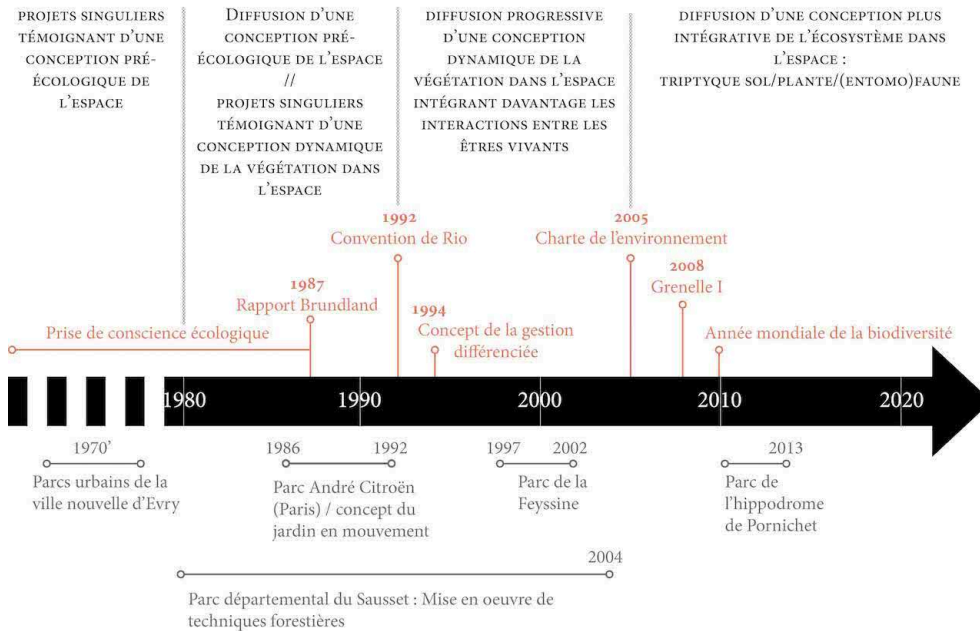 PROJETS SINGULIERS
TÉMOIGNANT D'UNE
CONCEPTION PRÉ-
ÉCOLOGIQUE DE
L'ESPACE
DIFFUSION D'UNE
CONCEPTION PRÉ-
ÉCOLOGIQUE DE L'ESPACE
//
PROJETS SINGULIERS
TÉMOIGNANT D'UNE
CONCEPTION DYNAMIQUE
DE LA VÉGÉTATION DANS
L'ESPACE
DIFFUSION PROGRESSIVE
D'UNE CONCEPTION
DYNAMIQUE DE LA
VÉGÉTATION DANS L'ESPACE
INTÉGRANT DAVANTAGE LES
INTERACTIONS ENTRE LES
ÊTRES VIVANTS
DIFFUSION D'UNE CONCEPTION PLUS
INTÉGRATIVE DE L'ÉCOSYSTÈME DANS
L'ESPACE :
TRIPTYQUE SOL/PLANTE/(ENTOMO)FAUNE
Prise de conscience écologique
1987
Rapport Brundland
1992
Convention de Rio
1994
Concept de la gestion
différenciée
2005
Charte de l'environnement
2008
Grenelle I
Année mondiale de la biodiversité
1980
1990
2000
2010
2020
1970'
Parcs urbains de la
ville nouvelle d'Evry
1986
1992
Parc André Citroën
(Paris) / concept du
jardin en mouvement
1997
2002
Parc de la
Feyssine
2013
Parc de
l'hippodrome
de Pornichet
2004
Parc départemental du Sausset : Mise en oeuvre de
techniques forestières